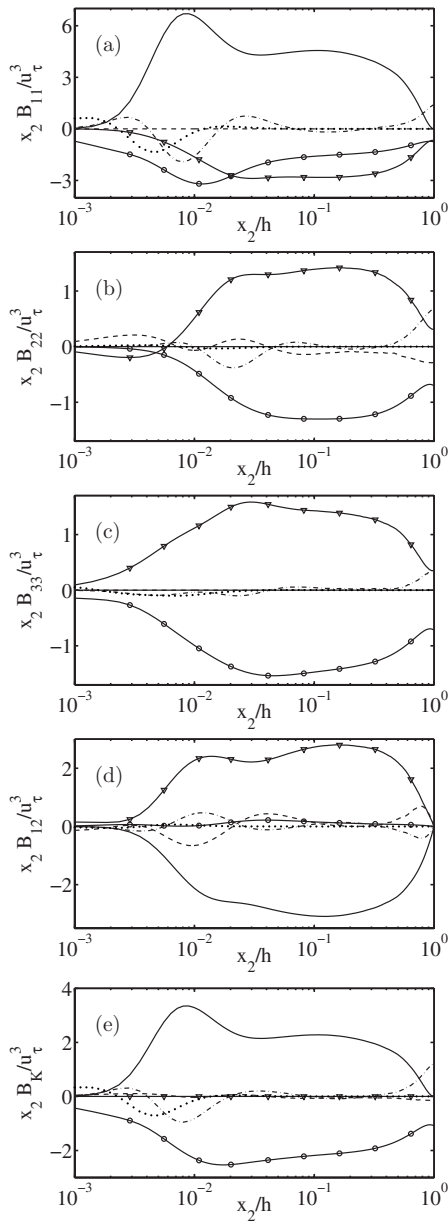 (a)
x₂ B₁₁/u³τ
6
3
0
−3
10⁻³ 10⁻² 10⁻¹ 10⁰
x₂/h
(b)
x₂ B₂₂/u³τ
1
0
−1
10⁻³ 10⁻² 10⁻¹ 10⁰
x₂/h
(c)
x₂ B₃₃/u³τ
1
0
−1
10⁻³ 10⁻² 10⁻¹ 10⁰
x₂/h
(d)
x₂ B₁₂/u³τ
2
0
−2
10⁻³ 10⁻² 10⁻¹ 10⁰
x₂/h
(e)
x₂ B_K/u³τ
4
2
0
−2
10⁻³ 10⁻² 10⁻¹ 10⁰
x₂/h